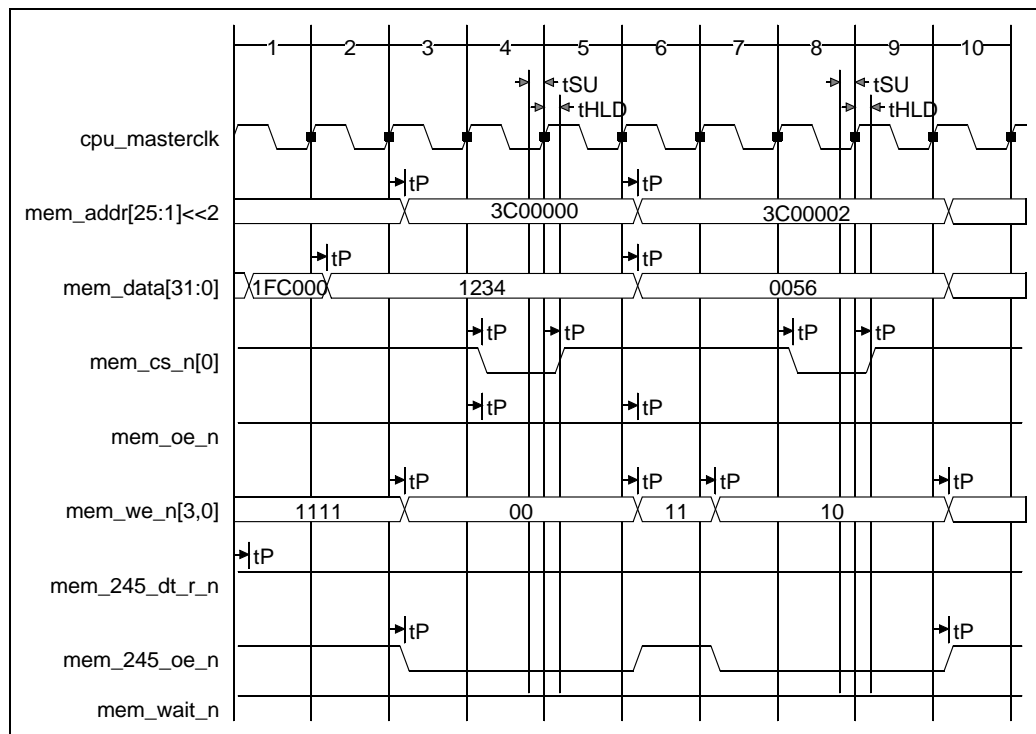 1 2 3 4 5 6 7 8 9 10
tSU tSU
tHLD tHLD
cpu_masterclk
tP tP
mem_addr[25:1]<<2 3C00000 3C00002
tP tP
mem_data[31:0] 1FC000 1234 0056
tP tP tP tP
mem_cs_n[0]
tP tP
mem_oe_n
tP tP tP tP
mem_we_n[3,0] 1111 00 11 10
tP
mem_245_dt_r_n
tP tP
mem_245_oe_n
mem_wait_n